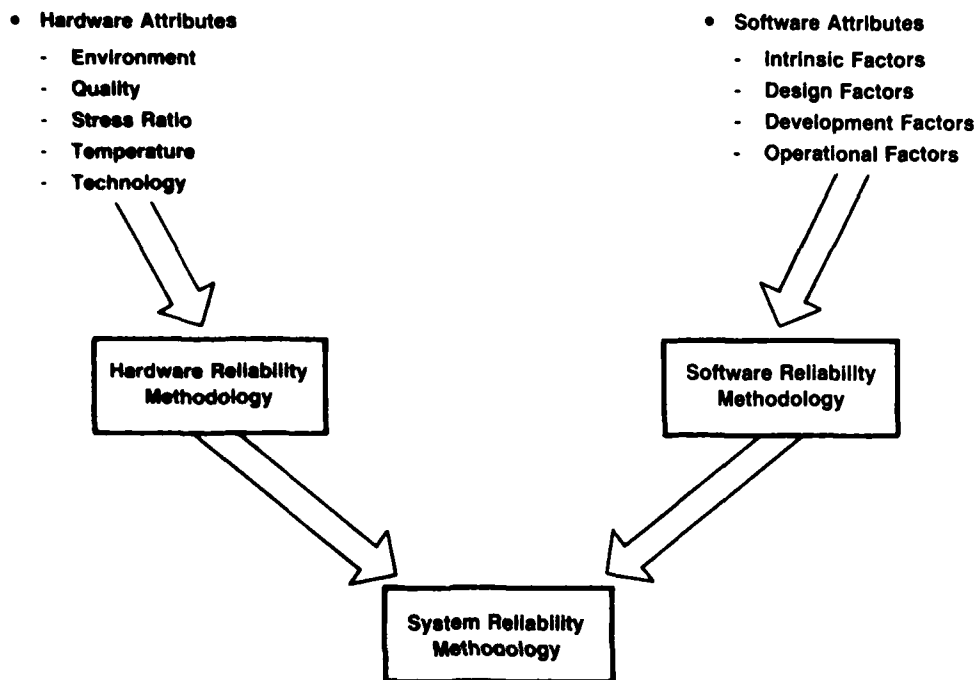 • Hardware Attributes
- Environment
- Quality
- Stress Ratio
- Temperature
- Technology
• Software Attributes
- Intrinsic Factors
- Design Factors
- Development Factors
- Operational Factors
Hardware Reliability
Methodology
Software Reliability
Methodology
System Reliability
Methodology